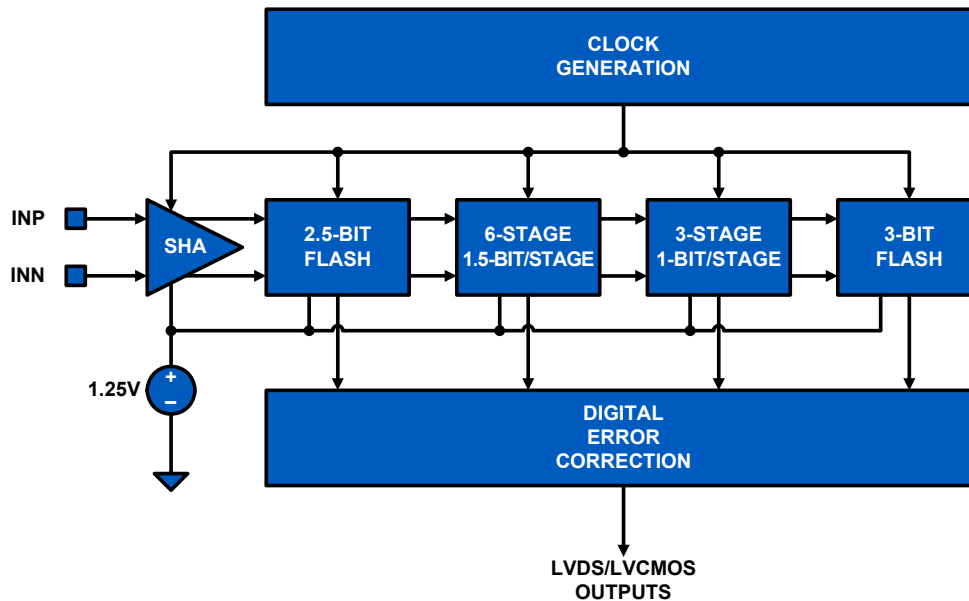 CLOCK
GENERATION
INP
INN
SHA
2.5-BIT
FLASH
6-STAGE
1.5-BIT/STAGE
3-STAGE
1-BIT/STAGE
3-BIT
FLASH
1.25V
+
−
DIGITAL
ERROR
CORRECTION
LVDS/LVCMOS
OUTPUTS